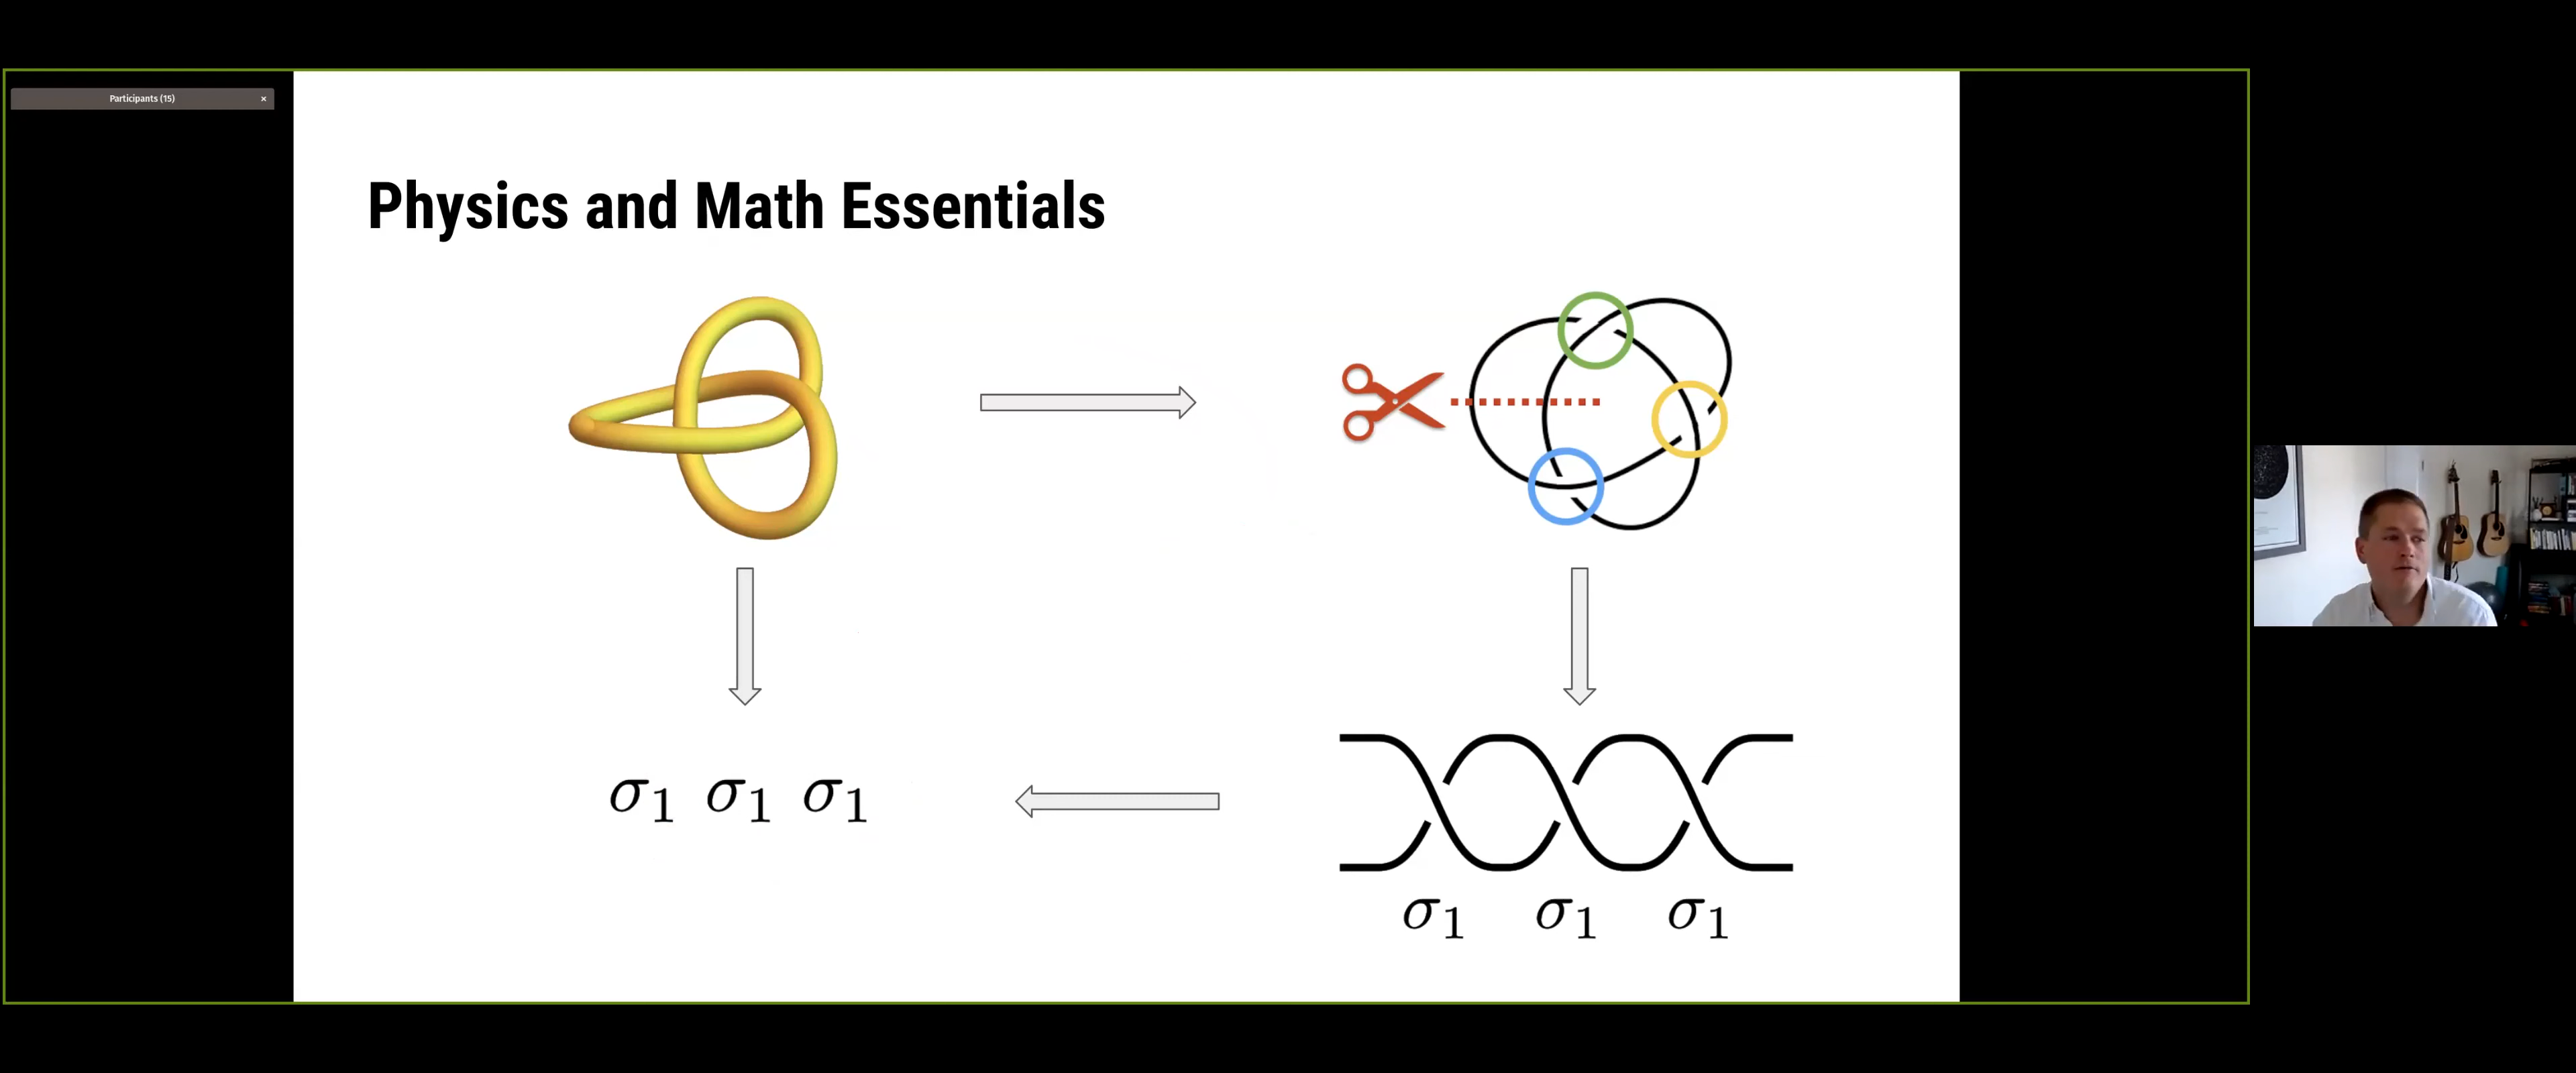 Participants (15)
×
Physics and Math Essentials
σ₁ σ₁ σ₁
σ₁ σ₁ σ₁